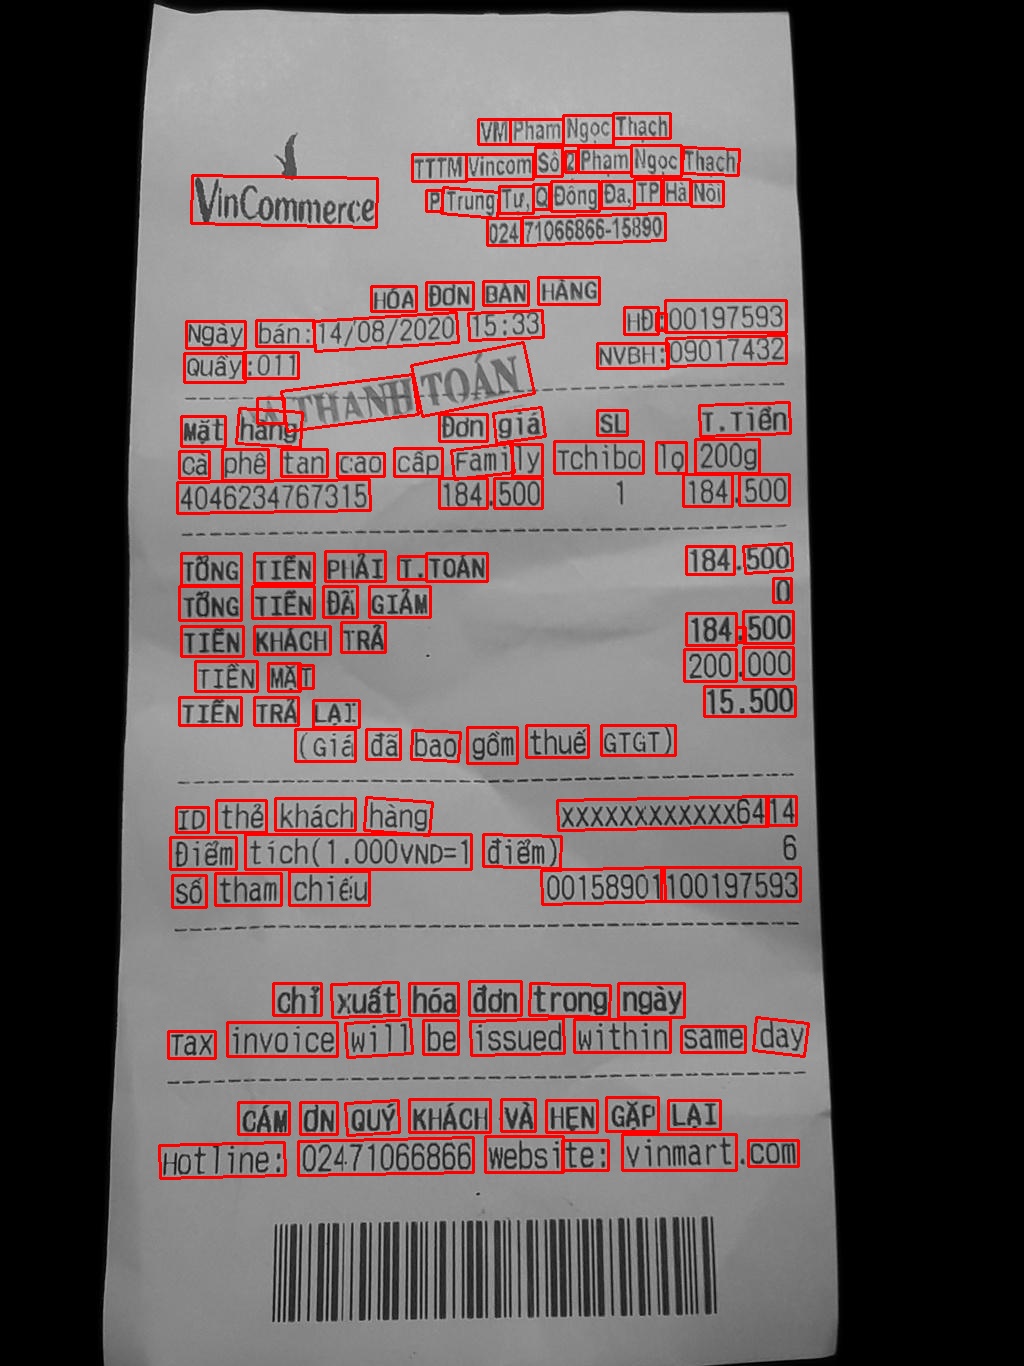 VM Phạm Ngọc Thạch
TTTM Vincom Số 2 Phạm Ngọc Thạch
P Trung Tự, Q Đống Đa, TP Hà Nội
024 71066866-15890
VinCommerce
HÓA ĐƠN BÁN HÀNG
Ngày bán: 14/08/2020 15:33 HĐ:00197593
Quầy:011 NVBH:09017432
THANH TOÁN
Mặt hàng Đơn giá SL T.Tiền
Cà phê tan cao cấp Family Tchibo lọ 200g
4046234767315 184.500 1 184.500
TỔNG TIỀN PHẢI T.TOÁN 184.500
TỔNG TIỀN ĐÃ GIẢM 0
TIỀN KHÁCH TRẢ 184.500
TIỀN MẶT 200.000
TIỀN TRẢ LẠI 15.500
(Giá đã bao gồm thuế GTGT)
ID thẻ khách hàng xxxxxxxxxxxx6414
Điểm tích(1.000VND=1 điểm) 6
Số tham chiếu 00158901100197593
chỉ xuất hóa đơn trong ngày
Tax invoice will be issued within same day
CÁM ƠN QUÝ KHÁCH VÀ HẸN GẶP LẠI
Hotline: 02471066866 Website: vinmart.com